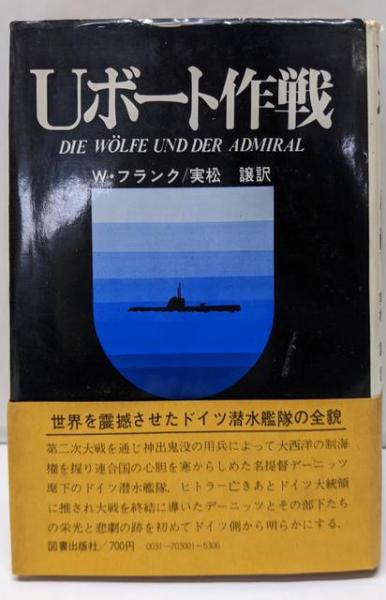 Uボート作戦
DIE WÖLFE UND DER ADMIRAL
W・フランク/実松 譲訳
世界を震撼させたドイツ潜水艦隊の全貌
第二次大戦を通じ神出鬼没の用兵によって大西洋の制海
権を握り連合国の心胆を寒からしめた名提督デーニッツ
麾下のドイツ潜水艦隊。ヒトラー亡きあとドイツ大統領
に推され大戦を終結に導いたデーニッツとその部下たち
の栄光と悲劇の跡を初めてドイツ側から明らかにする.
図書出版社/700円 0031-703001-5306